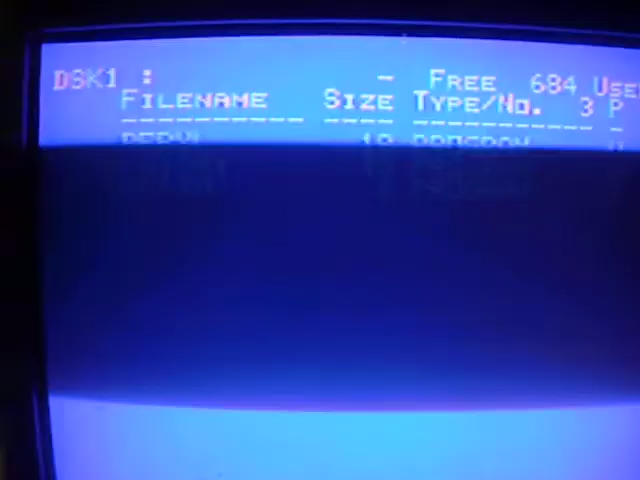 DSK1 : - FREE 684 USE
FILENAME SIZE TYPE/NO. 3 P
---------- ---- ----------- -